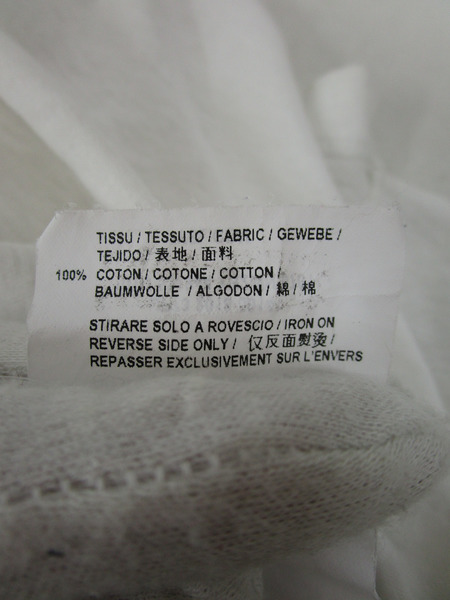 TISSU / TESSUTO / FABRIC / GEWEBE /
TEJIDO / 表地 / 面料
100% COTON / COTONE / COTTON /
BAUMWOLLE / ALGODON / 綿 / 棉
STIRARE SOLO A ROVESCIO / IRON ON
REVERSE SIDE ONLY / 仅反面熨烫 /
REPASSER EXCLUSIVEMENT SUR L'ENVERS